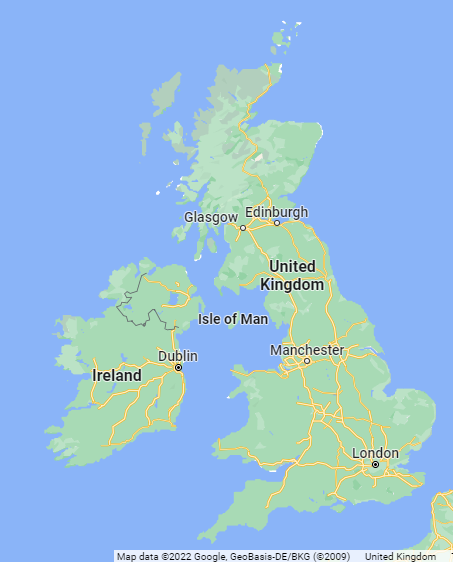 Glasgow
Edinburgh
United
Kingdom
Isle of Man
Manchester
Dublin
Ireland
London
Map data ©2022 Google, GeoBasis-DE/BKG (©2009)
United Kingdom